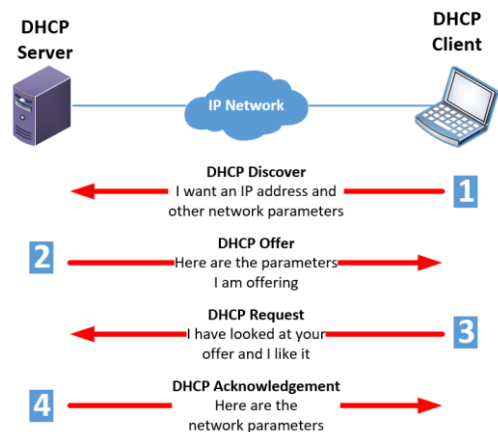 DHCP
Server
DHCP
Client
IP Network
DHCP Discover
I want an IP address and
other network parameters
1
DHCP Offer
2
Here are the parameters
I am offering
DHCP Request
I have looked at your
3
offer and I like it
DHCP Acknowledgement
4
Here are the
network parameters